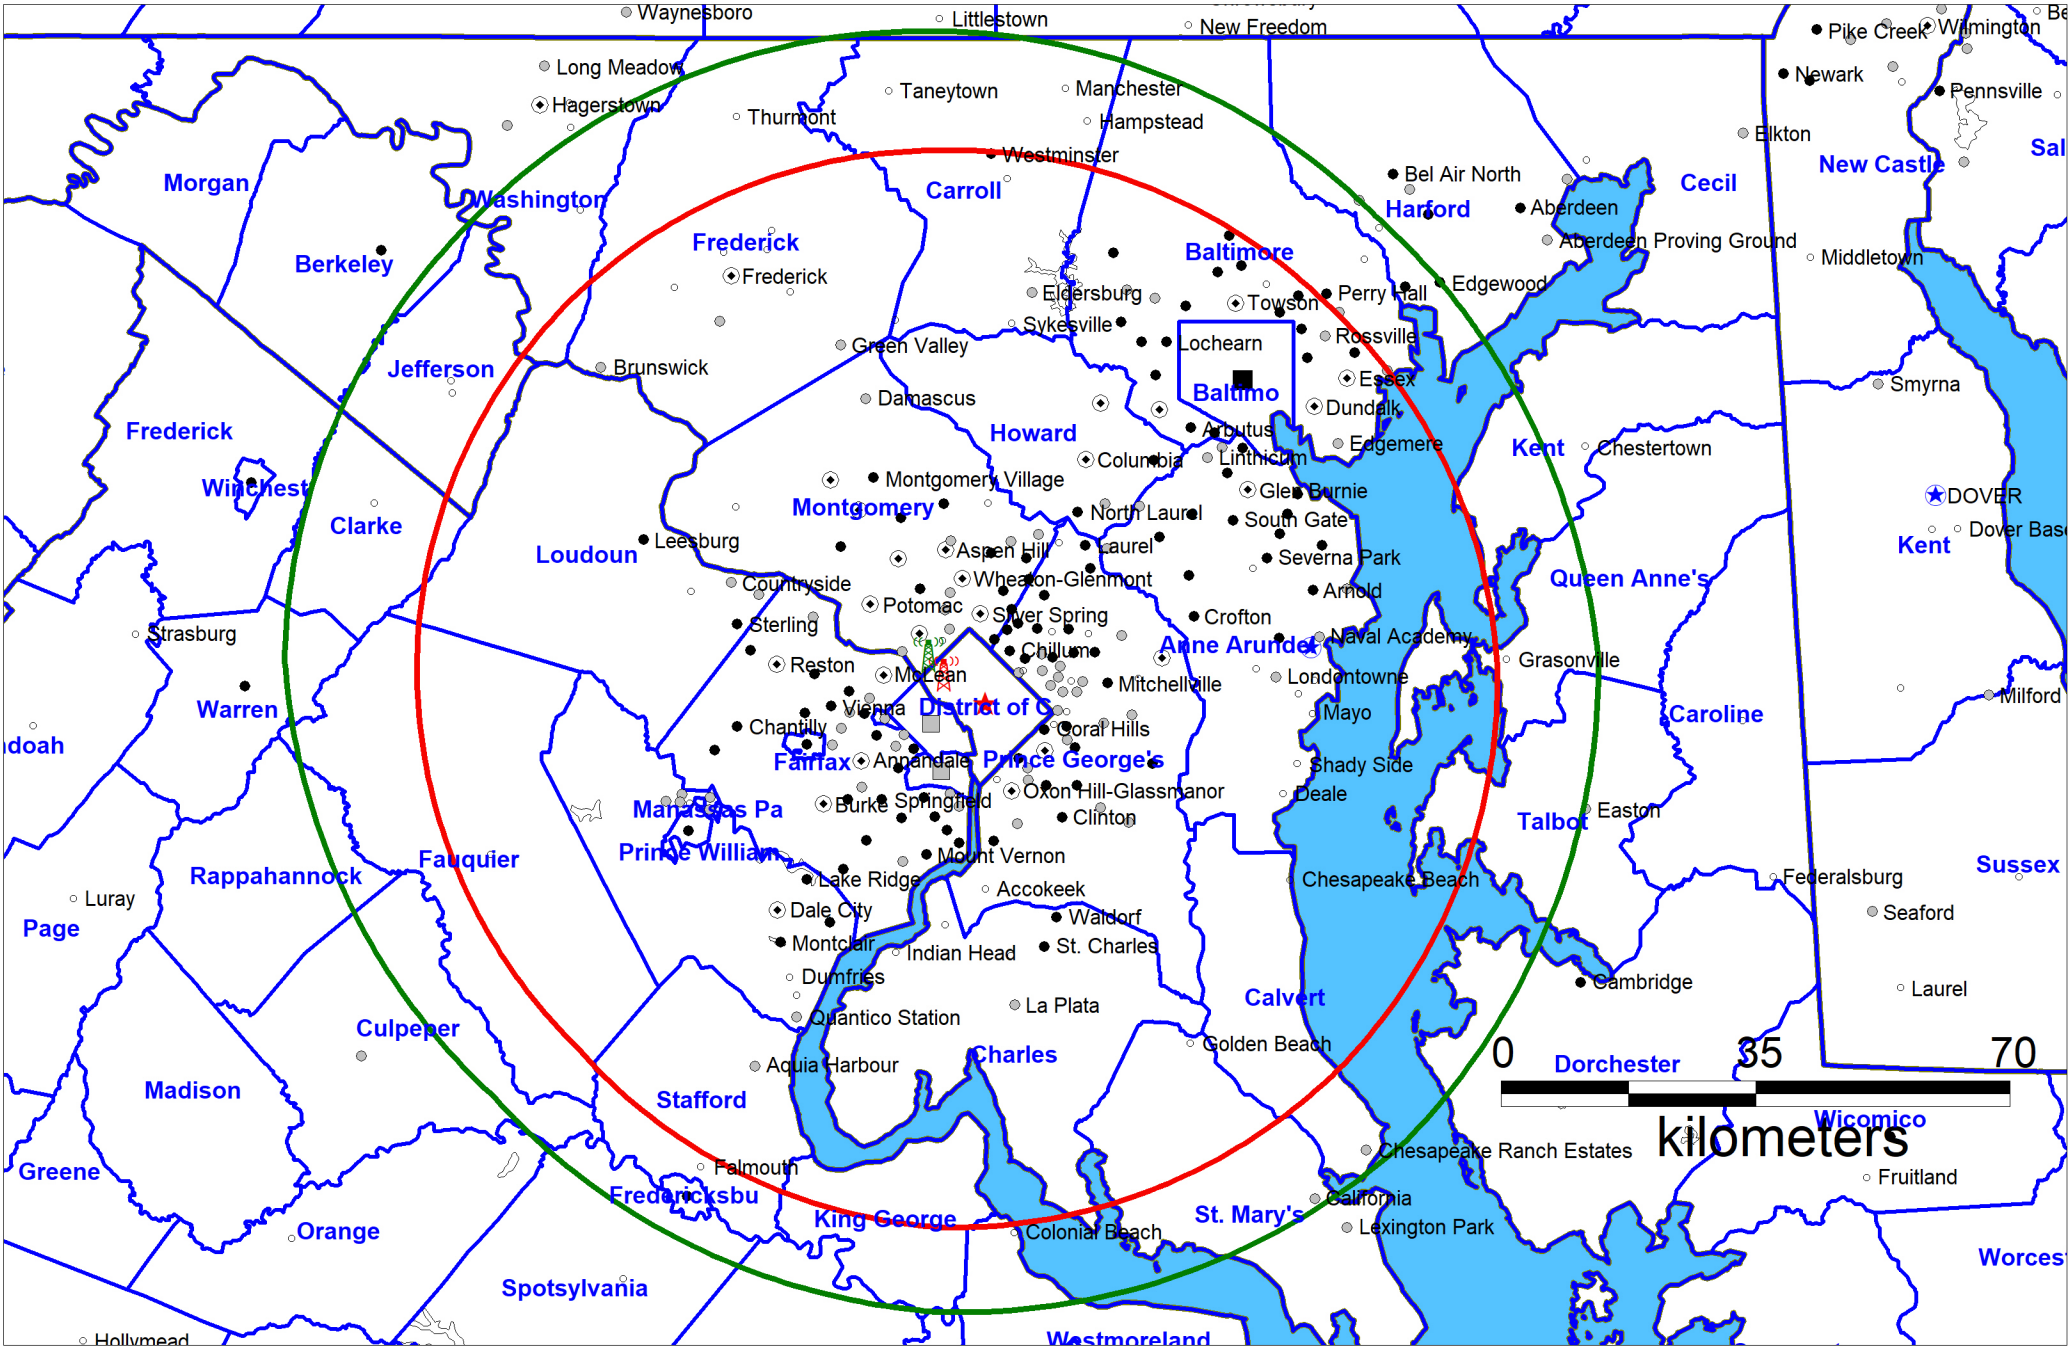 Waynesboro
Littlestown
New Freedom
Pike Creek
Wilmington
Long Meadow
Newark
Hagerstown
Taneytown
Manchester
Pennsville
Thurmont
Hampstead
Elkton
Westminster
New Castle
Sal
Morgan
Washington
Carroll
Bel Air North
Cecil
Harford
Aberdeen
Frederick
Baltimore
Aberdeen Proving Ground
Berkeley
Frederick
Middletown
Eldersburg
Towson
Perry Hall
Edgewood
Sykesville
Rossville
Green Valley
Lochearn
Jefferson
Brunswick
Essex
Smyrna
Damascus
Baltimo
Dundalk
Frederick
Howard
Arbutus
Edgemere
Kent
Chestertown
Columbia
Linthicum
Winchest
Montgomery Village
Glen Burnie
DOVER
Montgomery
North Laurel
South Gate
Clarke
Dover Base
Leesburg
Loudoun
Aspen Hill
Laurel
Severna Park
Kent
Countryside
Wheaton-Glenmont
Queen Anne's
Arnold
Potomac
Silver Spring
Crofton
Strasburg
Sterling
Chillum
Anne Arundel
Naval Academy
Reston
McLean
Grasonville
Mitchellville
Londontowne
Milford
Warren
Vienna
District of C
Mayo
Caroline
Chantilly
Coral Hills
ndoah
Fairfax
Annandale
Prince George's
Shady Side
Burke
Springfield
Oxon Hill-Glassmanor
Deale
Manassas Pa
Clinton
Talbot
Easton
Prince William
Mount Vernon
Fauquier
Sussex
Rappahannock
Lake Ridge
Accokeek
Chesapeake Beach
Federalsburg
Luray
Dale City
Waldorf
Seaford
Page
Montclair
St. Charles
Indian Head
Dumfries
Cambridge
Laurel
Calvert
La Plata
Quantico Station
Culpeper
Golden Beach
Charles
0 35 70
Aquia Harbour
Dorchester
Madison
Stafford
Wicomico
kilometers
Chesapeake Ranch Estates
Greene
Falmouth
Fruitland
Fredericksbu
California
King George
St. Mary's
Orange
Colonial Beach
Lexington Park
Worces
Spotsylvania
Hollymead
Westmoreland